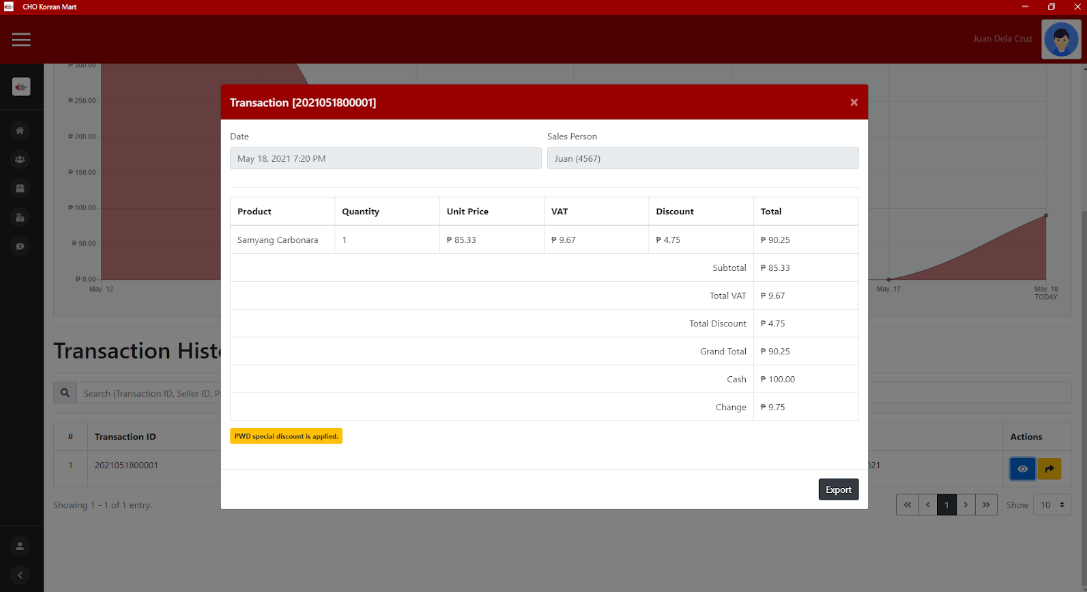 CHO Korean Mart
Juan Dela Cruz
₱ 300.00
₱ 250.00
₱ 200.00
₱ 150.00
₱ 100.00
₱ 50.00
₱ 0.00
May. 12
May. 17
May. 18
TODAY
Transaction [2021051800001]
×
Date
Sales Person
May 18, 2021 7:20 PM
Juan (4567)
Product Quantity Unit Price VAT Discount Total
Samyang Carbonara 1 ₱ 85.33 ₱ 9.67 ₱ 4.75 ₱ 90.25
Subtotal ₱ 85.33
Total VAT ₱ 9.67
Total Discount ₱ 4.75
Grand Total ₱ 90.25
Cash ₱ 100.00
Change ₱ 9.75
PWD special discount is applied.
Export
Transaction Hist
Search (Transaction ID, Seller ID, P
# Transaction ID Actions
1 2021051800001 021
Showing 1 - 1 of 1 entry.
« ‹ 1 › » Show 10